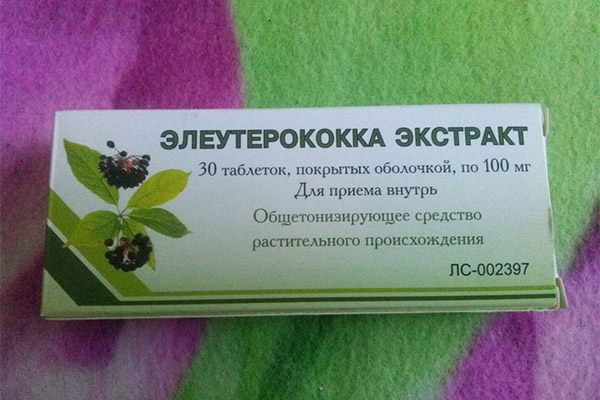 ЭЛЕУТЕРОКОККА ЭКСТРАКТ
30 таблеток, покрытых оболочкой, по 100 мг
Для приема внутрь
Общетонизирующее средство
растительного происхождения
ЛС-002397